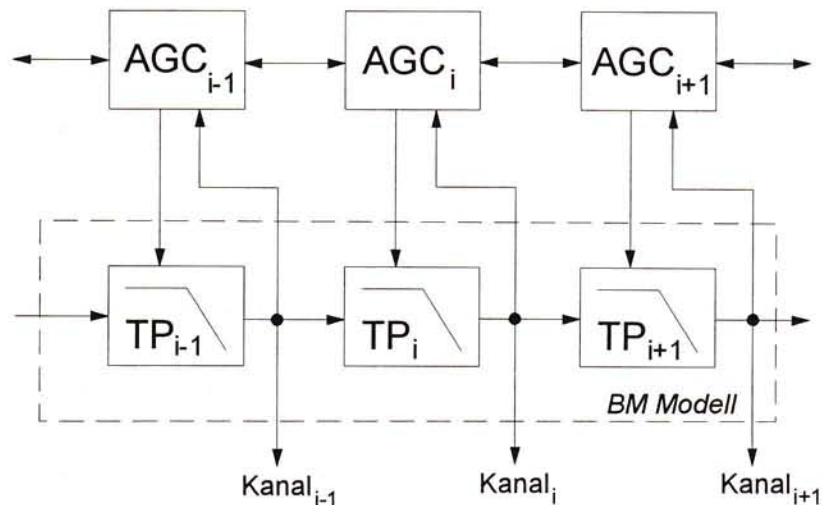 AGC_{i-1} AGC_i AGC_{i+1}
TP_{i-1} TP_i TP_{i+1}
BM Modell
Kanal_{i-1} Kanal_i Kanal_{i+1}